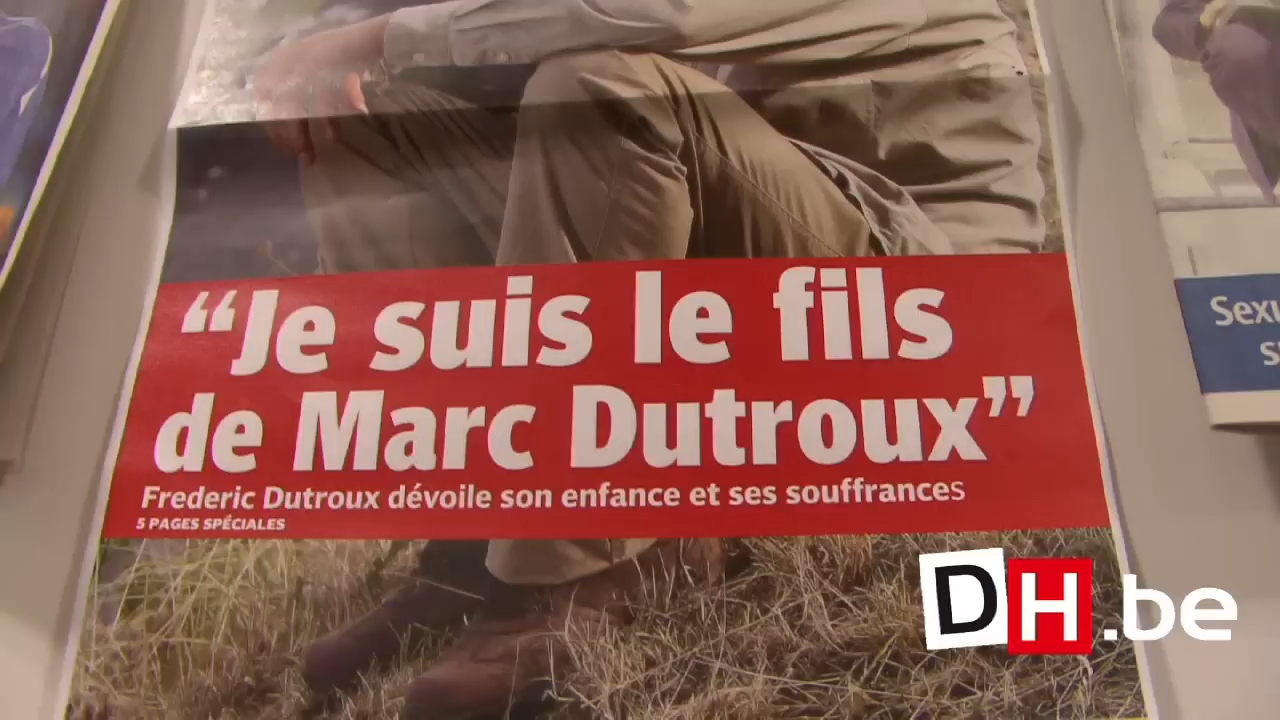 “Je suis le fils
de Marc Dutroux”
Frederic Dutroux dévoile son enfance et ses souffrances
5 PAGES SPÉCIALES
DH.be